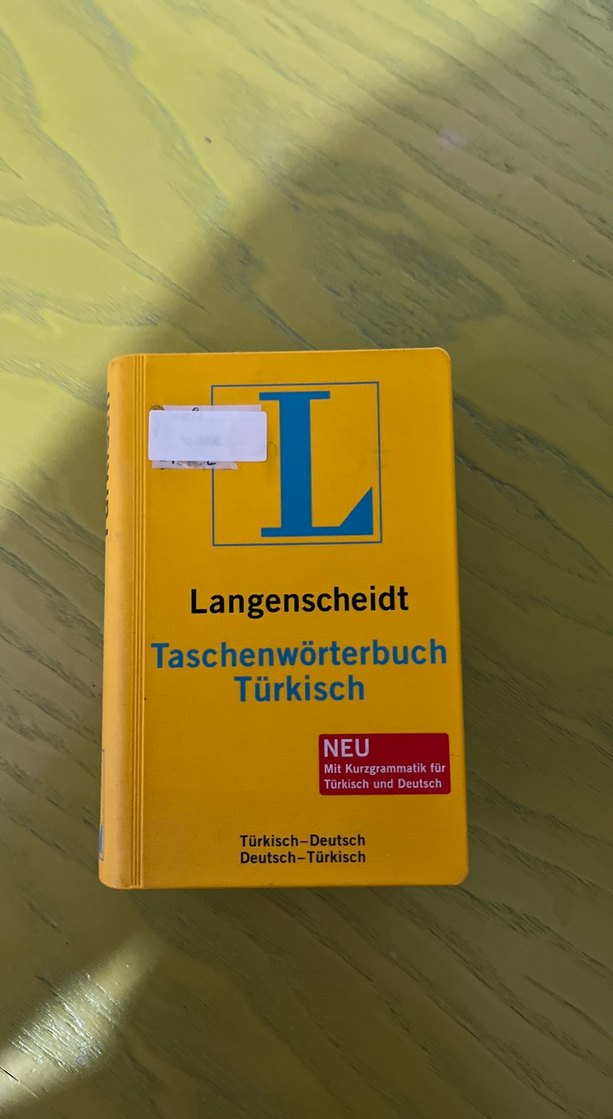 L
Langenscheidt
Taschenwörterbuch
Türkisch
NEU
Mit Kurzgrammatik für
Türkisch und Deutsch
Türkisch–Deutsch
Deutsch–Türkisch